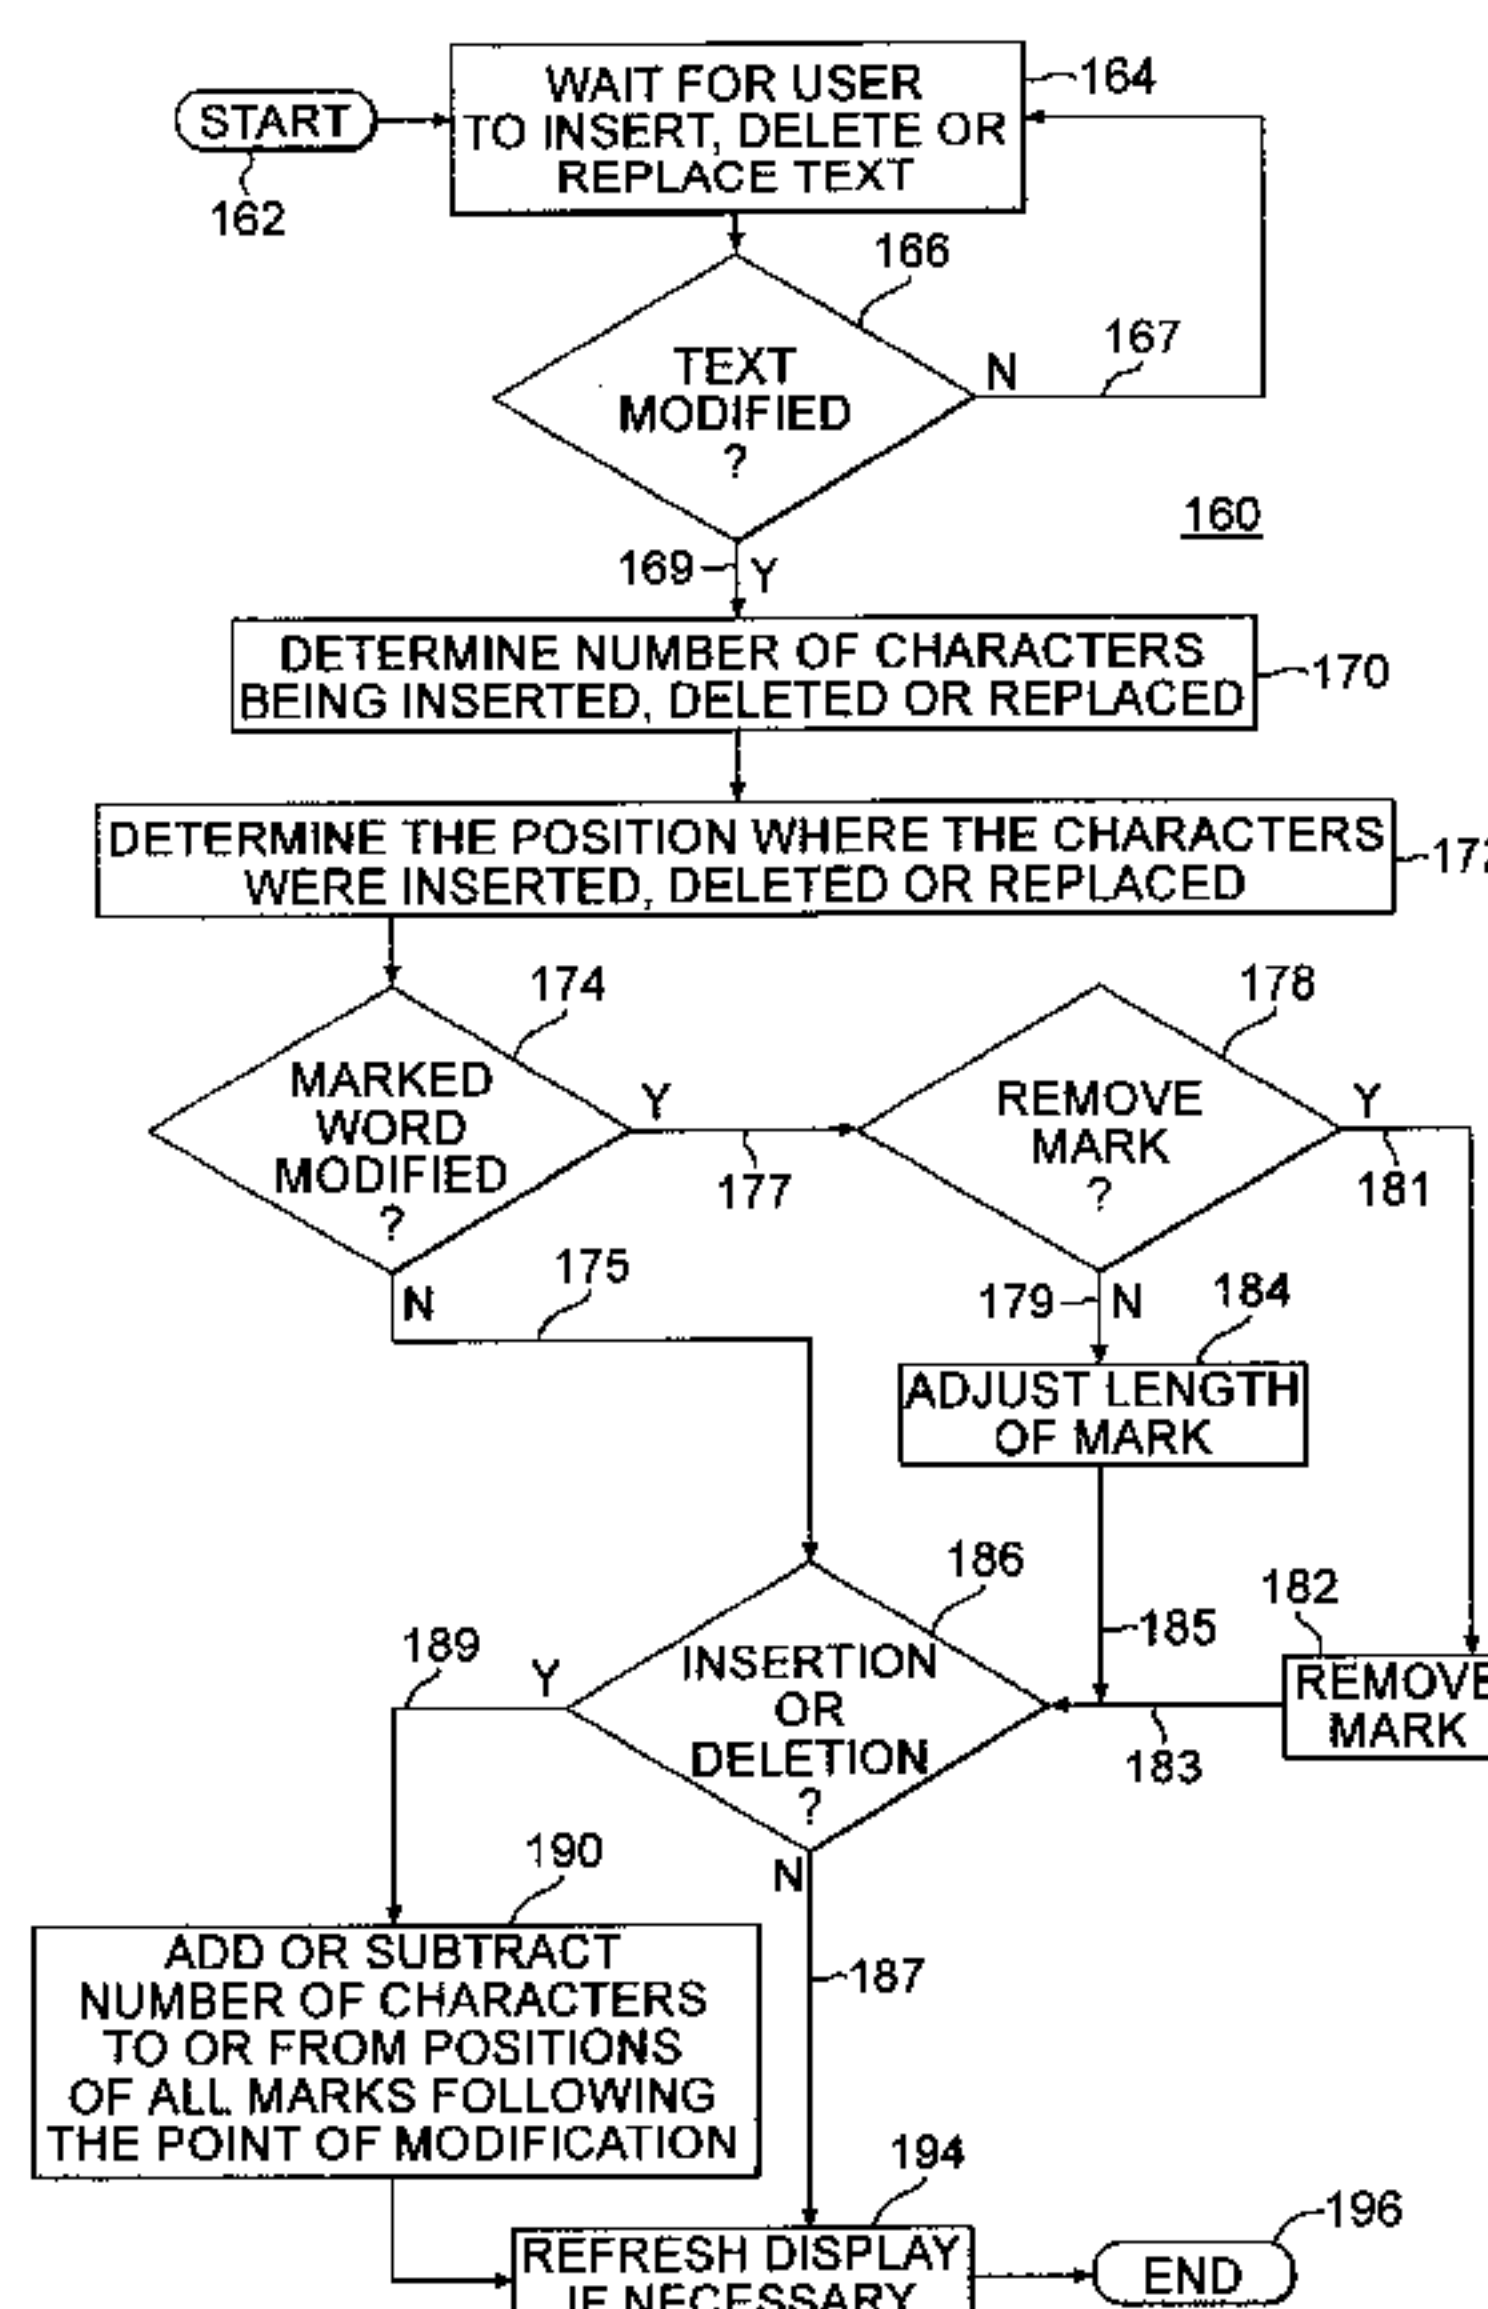 START
162
WAIT FOR USER
TO INSERT, DELETE OR
REPLACE TEXT
164
166
TEXT
MODIFIED
?
N
167
160
169
Y
DETERMINE NUMBER OF CHARACTERS
BEING INSERTED, DELETED OR REPLACED
170
DETERMINE THE POSITION WHERE THE CHARACTERS
WERE INSERTED, DELETED OR REPLACED
174
MARKED
WORD
MODIFIED
?
Y
177
178
REMOVE
MARK
?
Y
181
N
175
179
N
184
ADJUST LENGTH
OF MARK
185
182
REMOVE
MARK
183
186
INSERTION
OR
DELETION
?
Y
189
N
187
190
ADD OR SUBTRACT
NUMBER OF CHARACTERS
TO OR FROM POSITIONS
OF ALL MARKS FOLLOWING
THE POINT OF MODIFICATION
194
REFRESH DISPLAY
IF NECESSARY
END
196